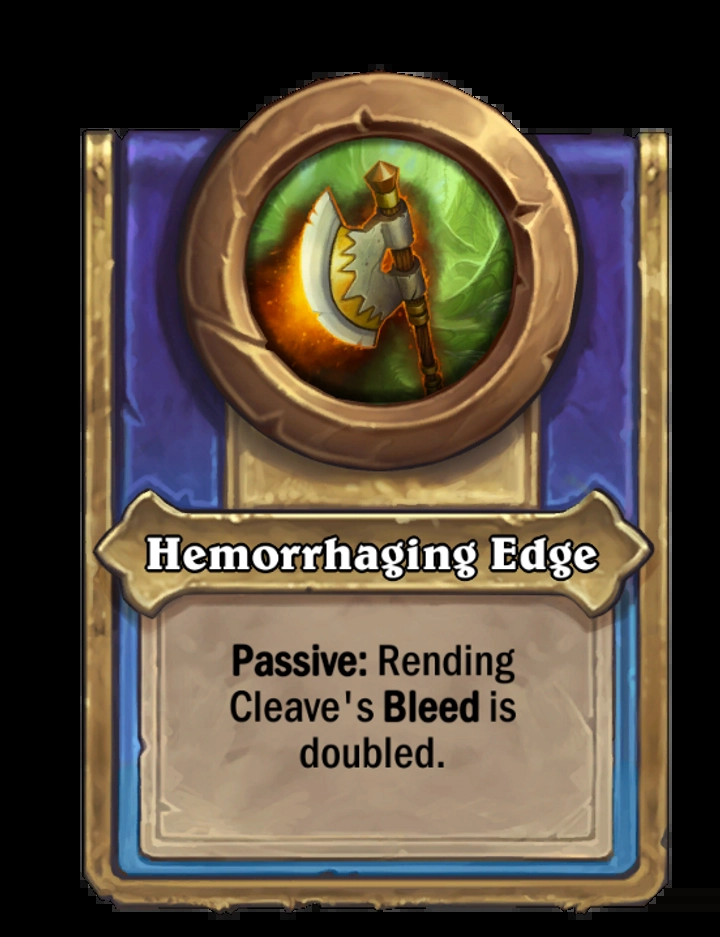 Hemorrhaging Edge
Passive: Rending
Cleave's Bleed is
doubled.